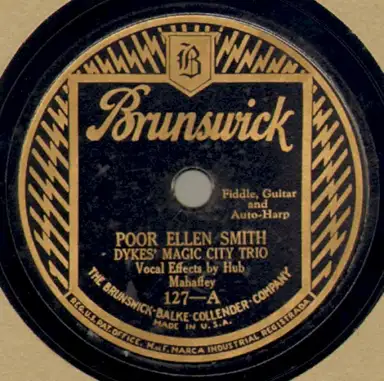 B
Brunswick
Fiddle, Guitar
and
Auto-Harp
POOR ELLEN SMITH
DYKES' MAGIC CITY TRIO
Vocal Effects by Hub
Mahaffey
127—A
THE BRUNSWICK-BALKE-COLLENDER-COMPANY
MADE IN U.S.A.
REG. U.S. PAT. OFFICE. M. & F. MARCA INDUSTRIAL REGISTRADA